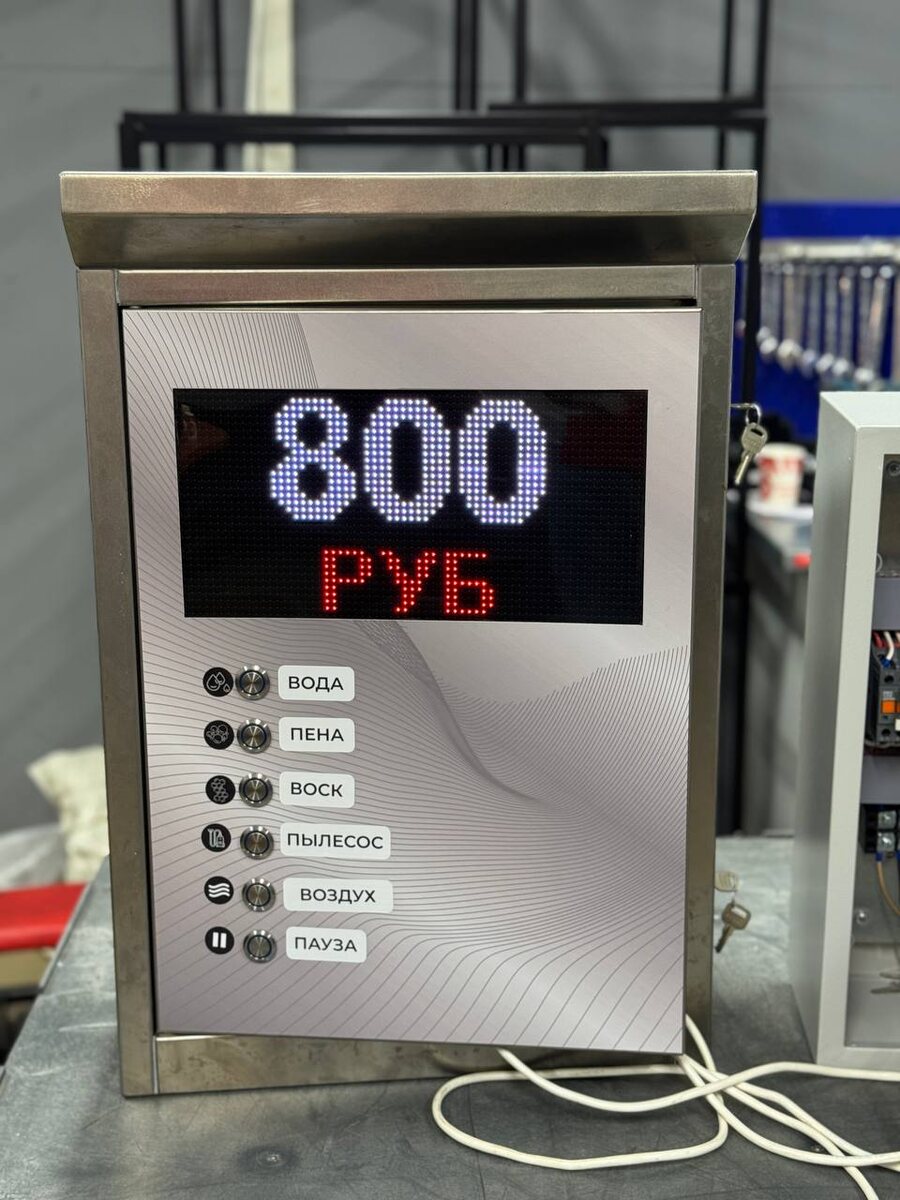 800
РУБ
ВОДА
ПЕНА
ВОСК
ПЫЛЕСОС
ВОЗДУХ
ПАУЗА